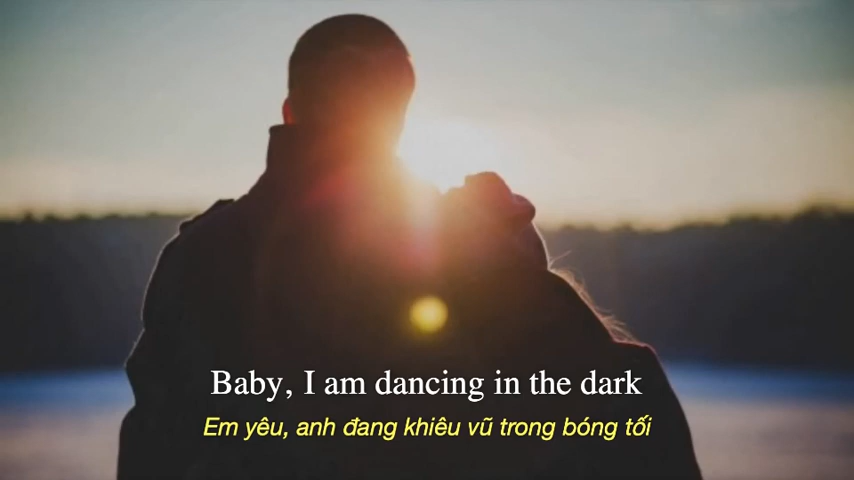 Baby, I am dancing in the dark
Em yêu, anh đang khiêu vũ trong bóng tối